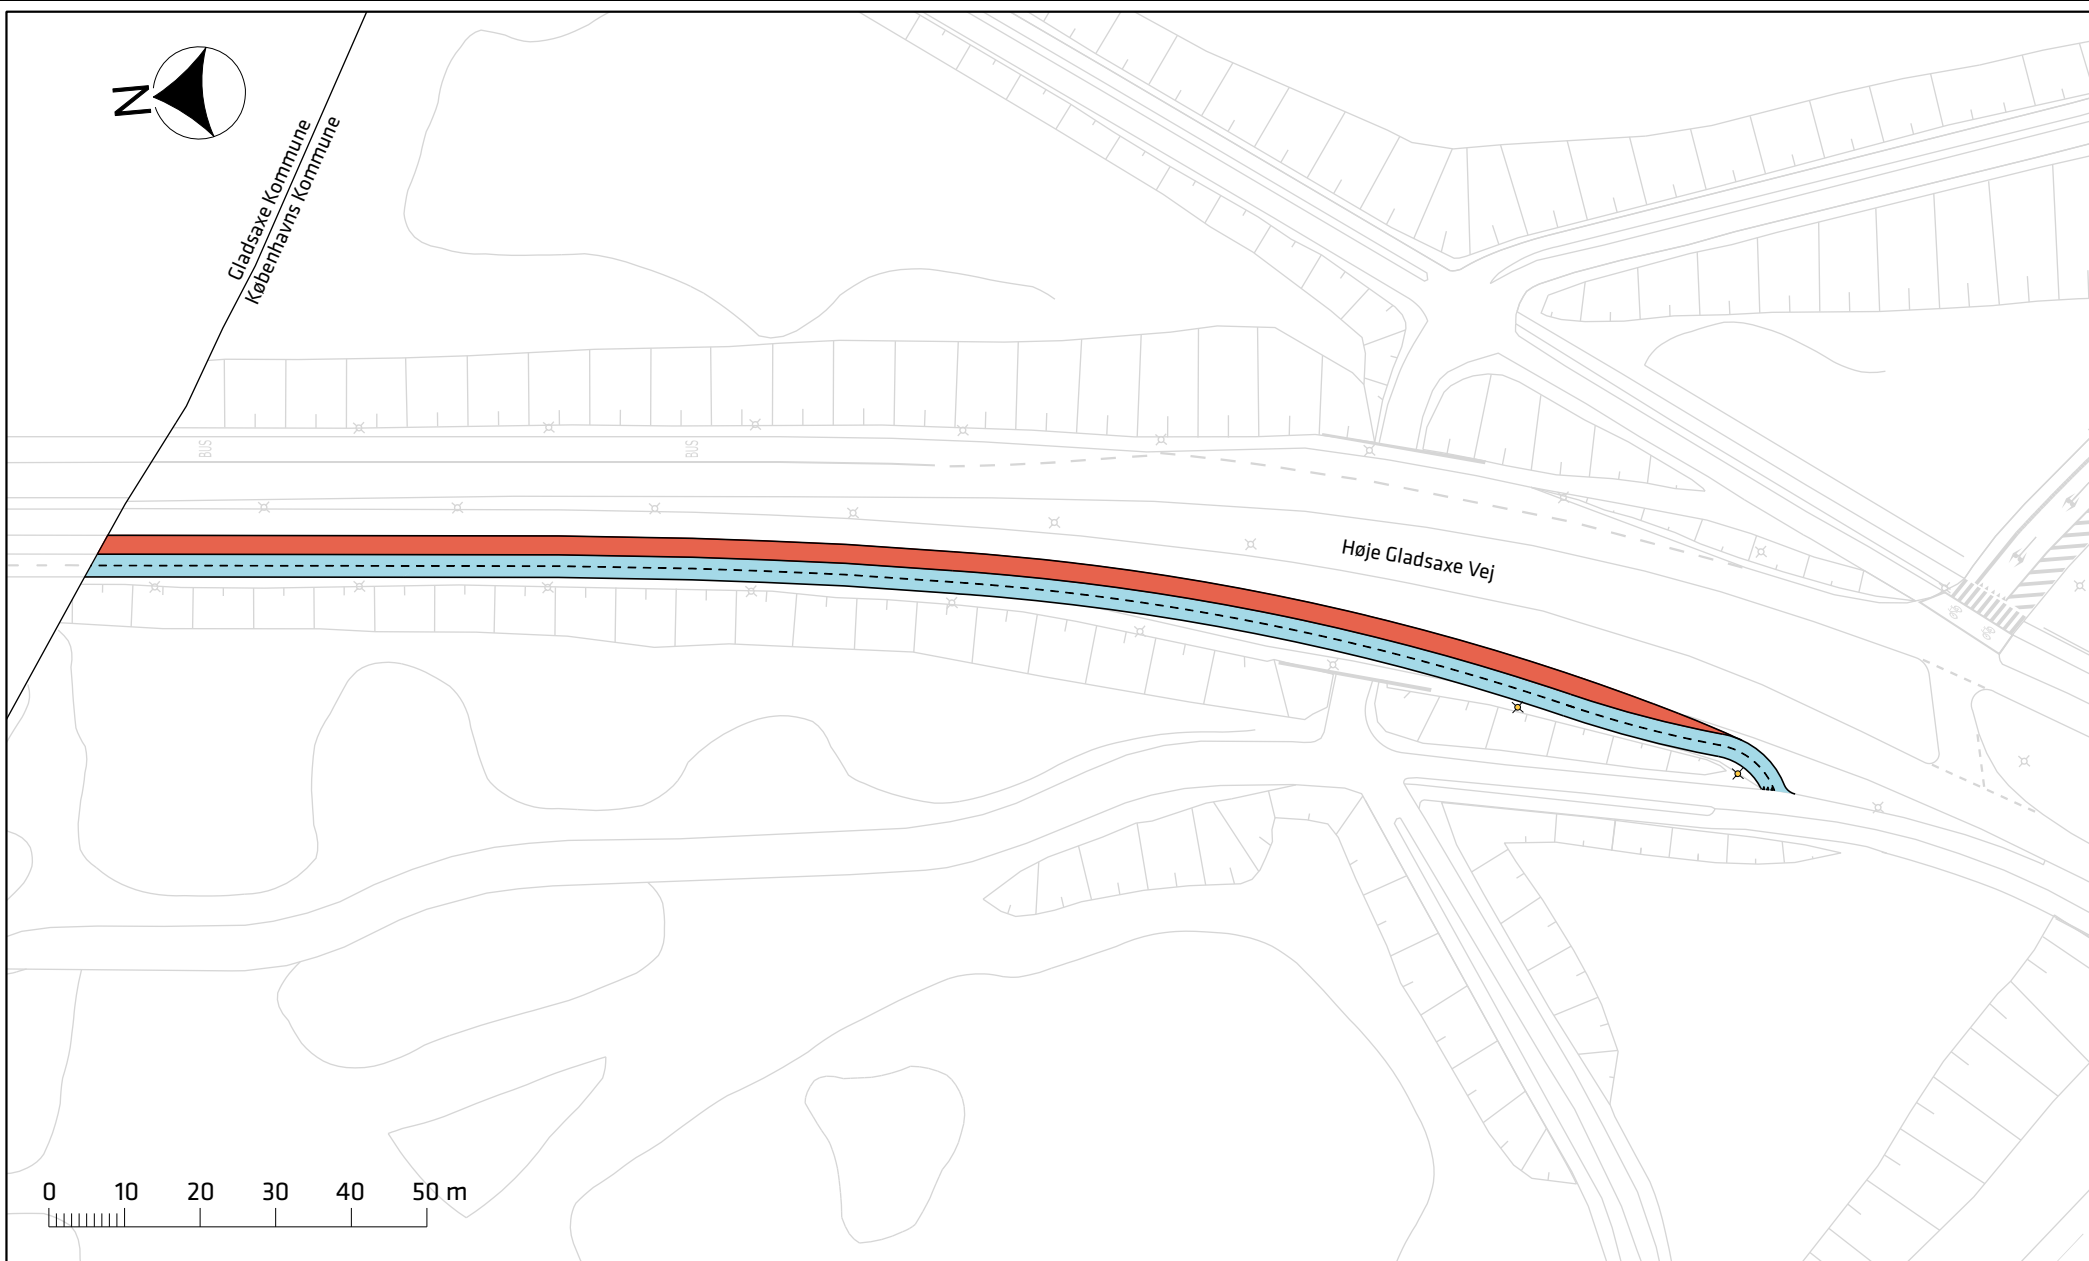 N
Gladsaxe Kommune
Københavns Kommune
BUS
BUS
Høje Gladsaxe Vej
0 10 20 30 40 50 m